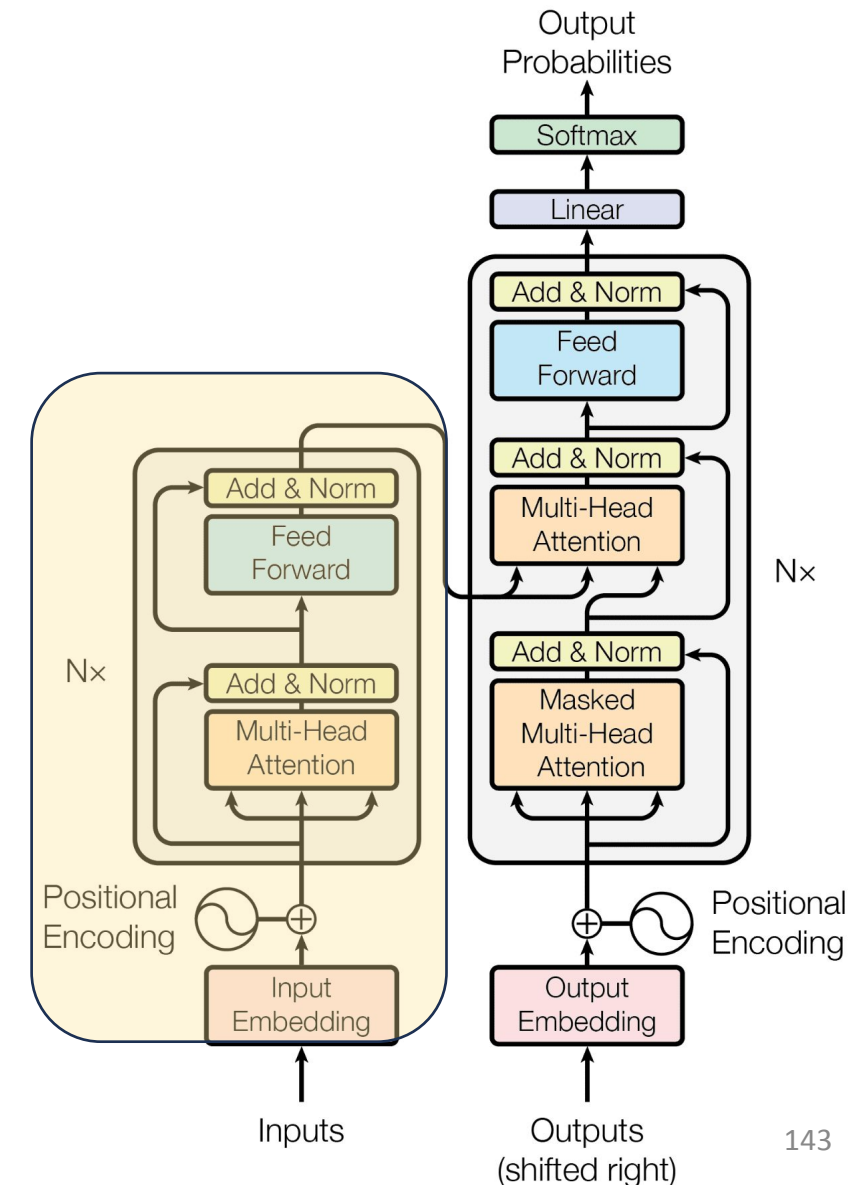 Output
Probabilities
Softmax
Linear
Add & Norm
Feed
Forward
Add & Norm
Multi-Head
Attention
Add & Norm
Masked
Multi-Head
Attention
N×
Add & Norm
Feed
Forward
Add & Norm
Multi-Head
Attention
N×
Positional
Encoding
Input
Embedding
Inputs
Positional
Encoding
Output
Embedding
Outputs
(shifted right)
143